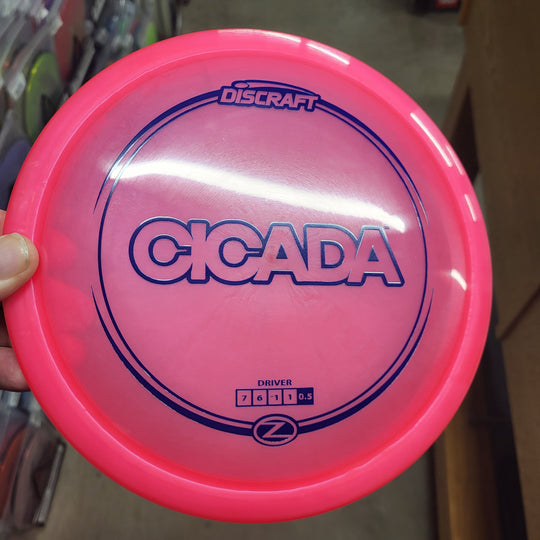 DISCRAFT
CICADA
DRIVER
7 6 -1 1 0.5
Z